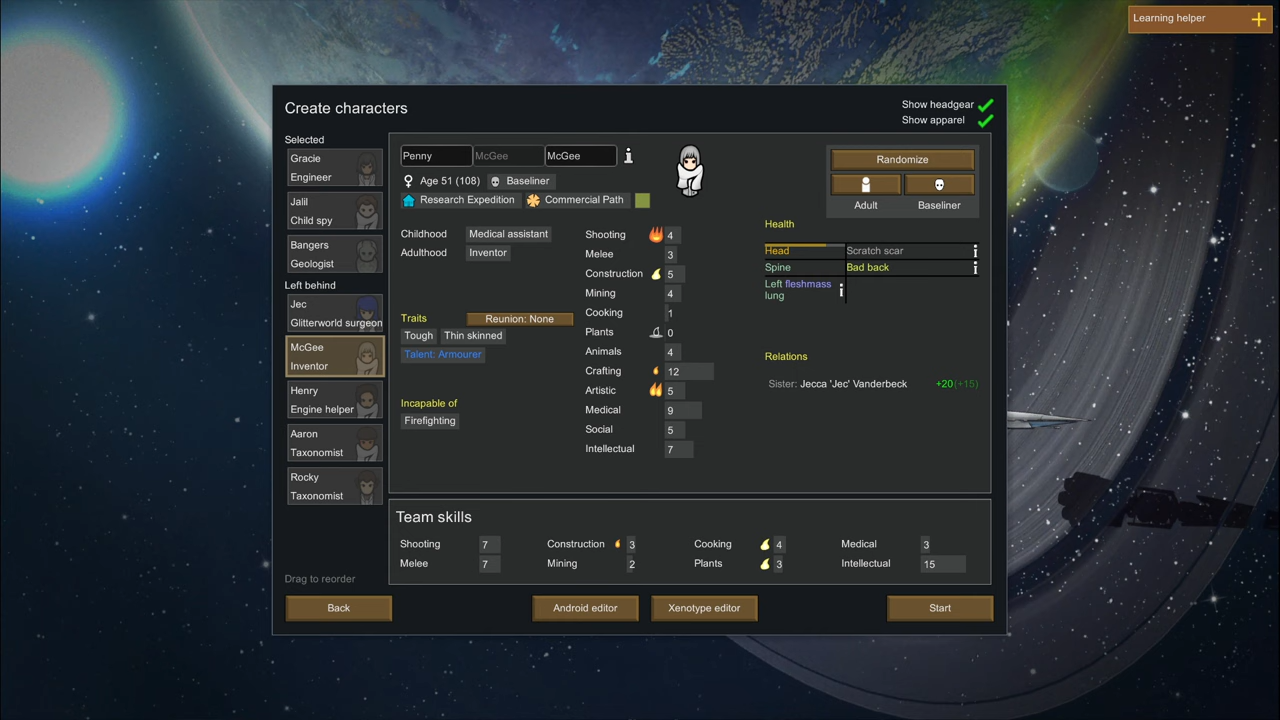 Learning helper
Create characters
Show headgear
Show apparel
Selected
Gracie
Engineer
Jalil
Child spy
Bangers
Geologist
Left behind
Jec
Glitterworld surgeon
McGee
Inventor
Henry
Engine helper
Aaron
Taxonomist
Rocky
Taxonomist
Drag to reorder
Penny McGee McGee
Age 51 (108) Baseliner
Research Expedition Commercial Path
Childhood Medical assistant
Adulthood Inventor
Traits Reunion: None
Tough Thin skinned
Talent: Armourer
Incapable of
Firefighting
Shooting 4
Melee 3
Construction 5
Mining 4
Cooking 1
Plants 0
Animals 4
Crafting 12
Artistic 5
Medical 9
Social 5
Intellectual 7
Randomize
Adult Baseliner
Health
Head Scratch scar
Spine Bad back
Left fleshmass
lung
Relations
Sister: Jecca 'Jec' Vanderbeck +20(+15)
Team skills
Shooting 7 Construction 3 Cooking 4 Medical 3
Melee 7 Mining 2 Plants 3 Intellectual 15
Back Android editor Xenotype editor Start